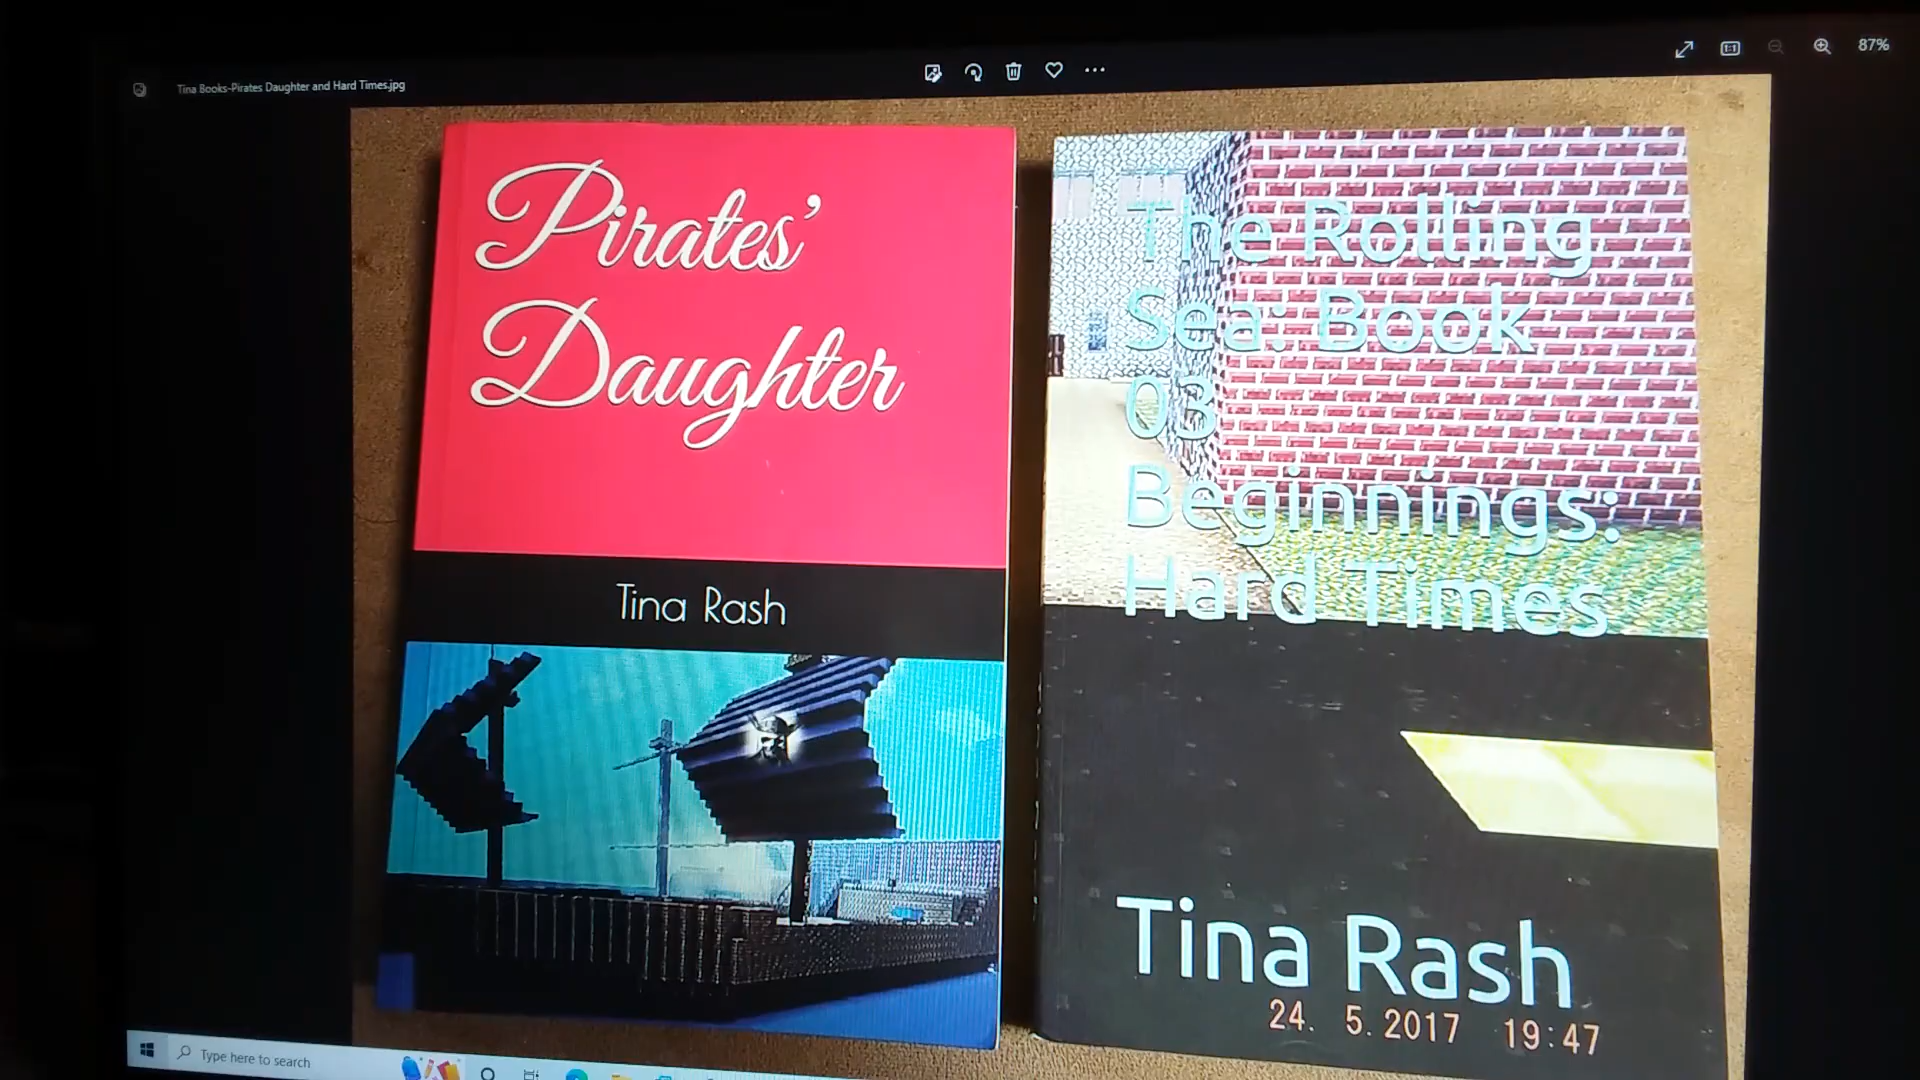 Tina Books-Pirates Daughter and Hard Times.jpg
87%
Pirates'
Daughter
Tina Rash
The Rolling
Sea: Book
03
Beginnings:
Hard Times
Tina Rash
24. 5.2017 19:47
Type here to search